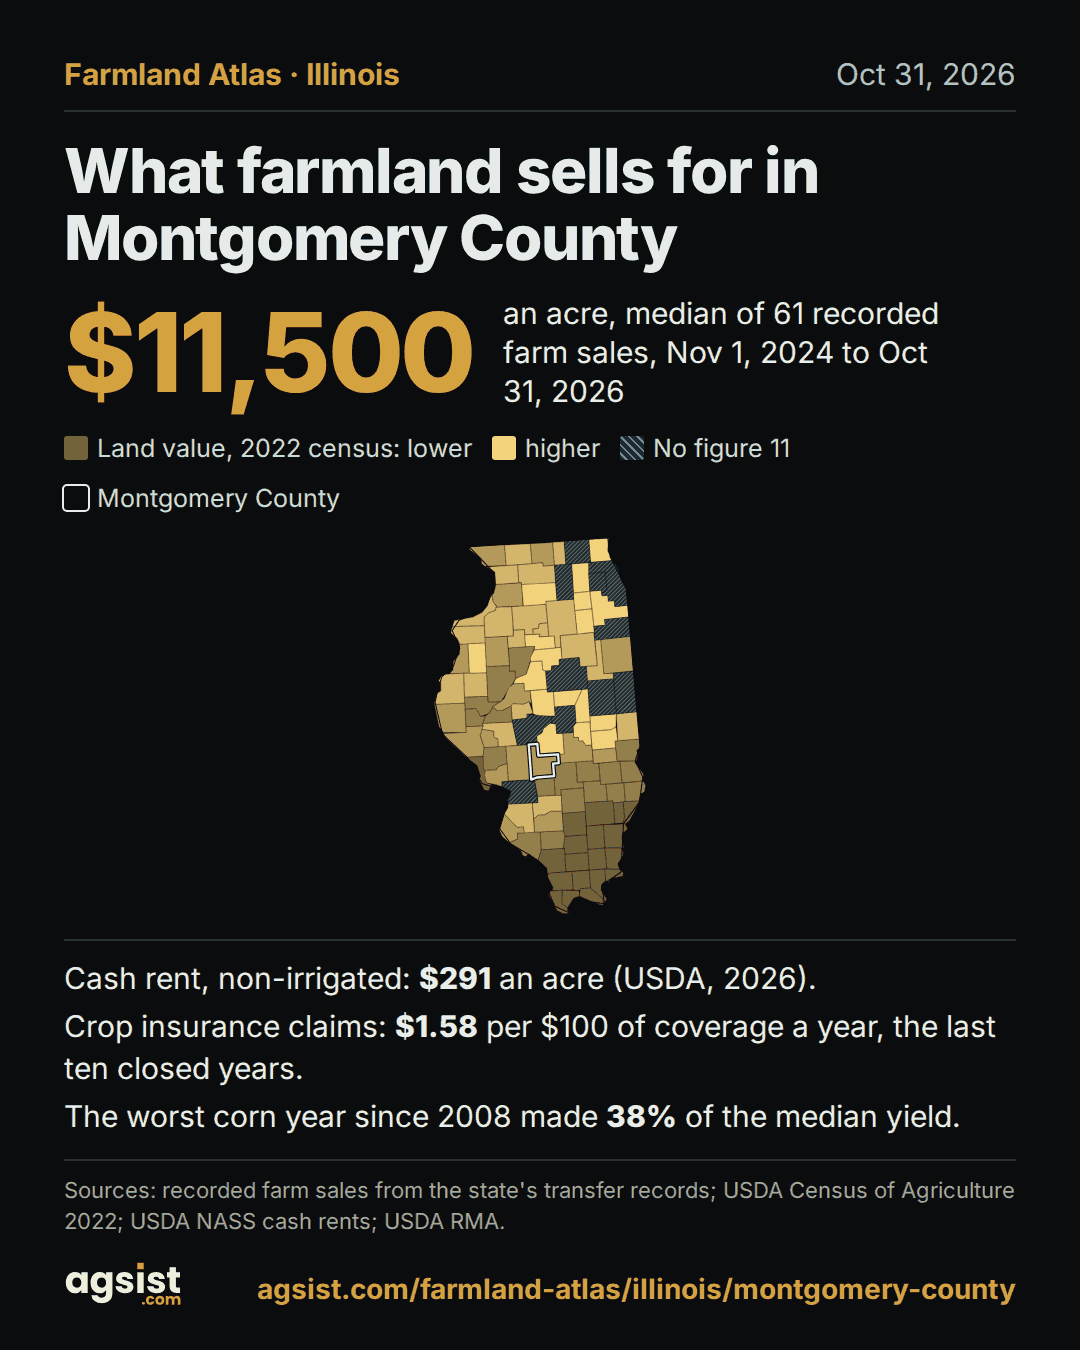 Farmland Atlas · Illinois
Oct 31, 2026
What farmland sells for in
Montgomery County
$11,500
an acre, median of 61 recorded
farm sales, Nov 1, 2024 to Oct
31, 2026
Land value, 2022 census: lower
higher
No figure 11
Montgomery County
Cash rent, non-irrigated: $291 an acre (USDA, 2026).
Crop insurance claims: $1.58 per $100 of coverage a year, the last
ten closed years.
The worst corn year since 2008 made 38% of the median yield.
Sources: recorded farm sales from the state's transfer records; USDA Census of Agriculture
2022; USDA NASS cash rents; USDA RMA.
agsist
.com
agsist.com/farmland-atlas/illinois/montgomery-county